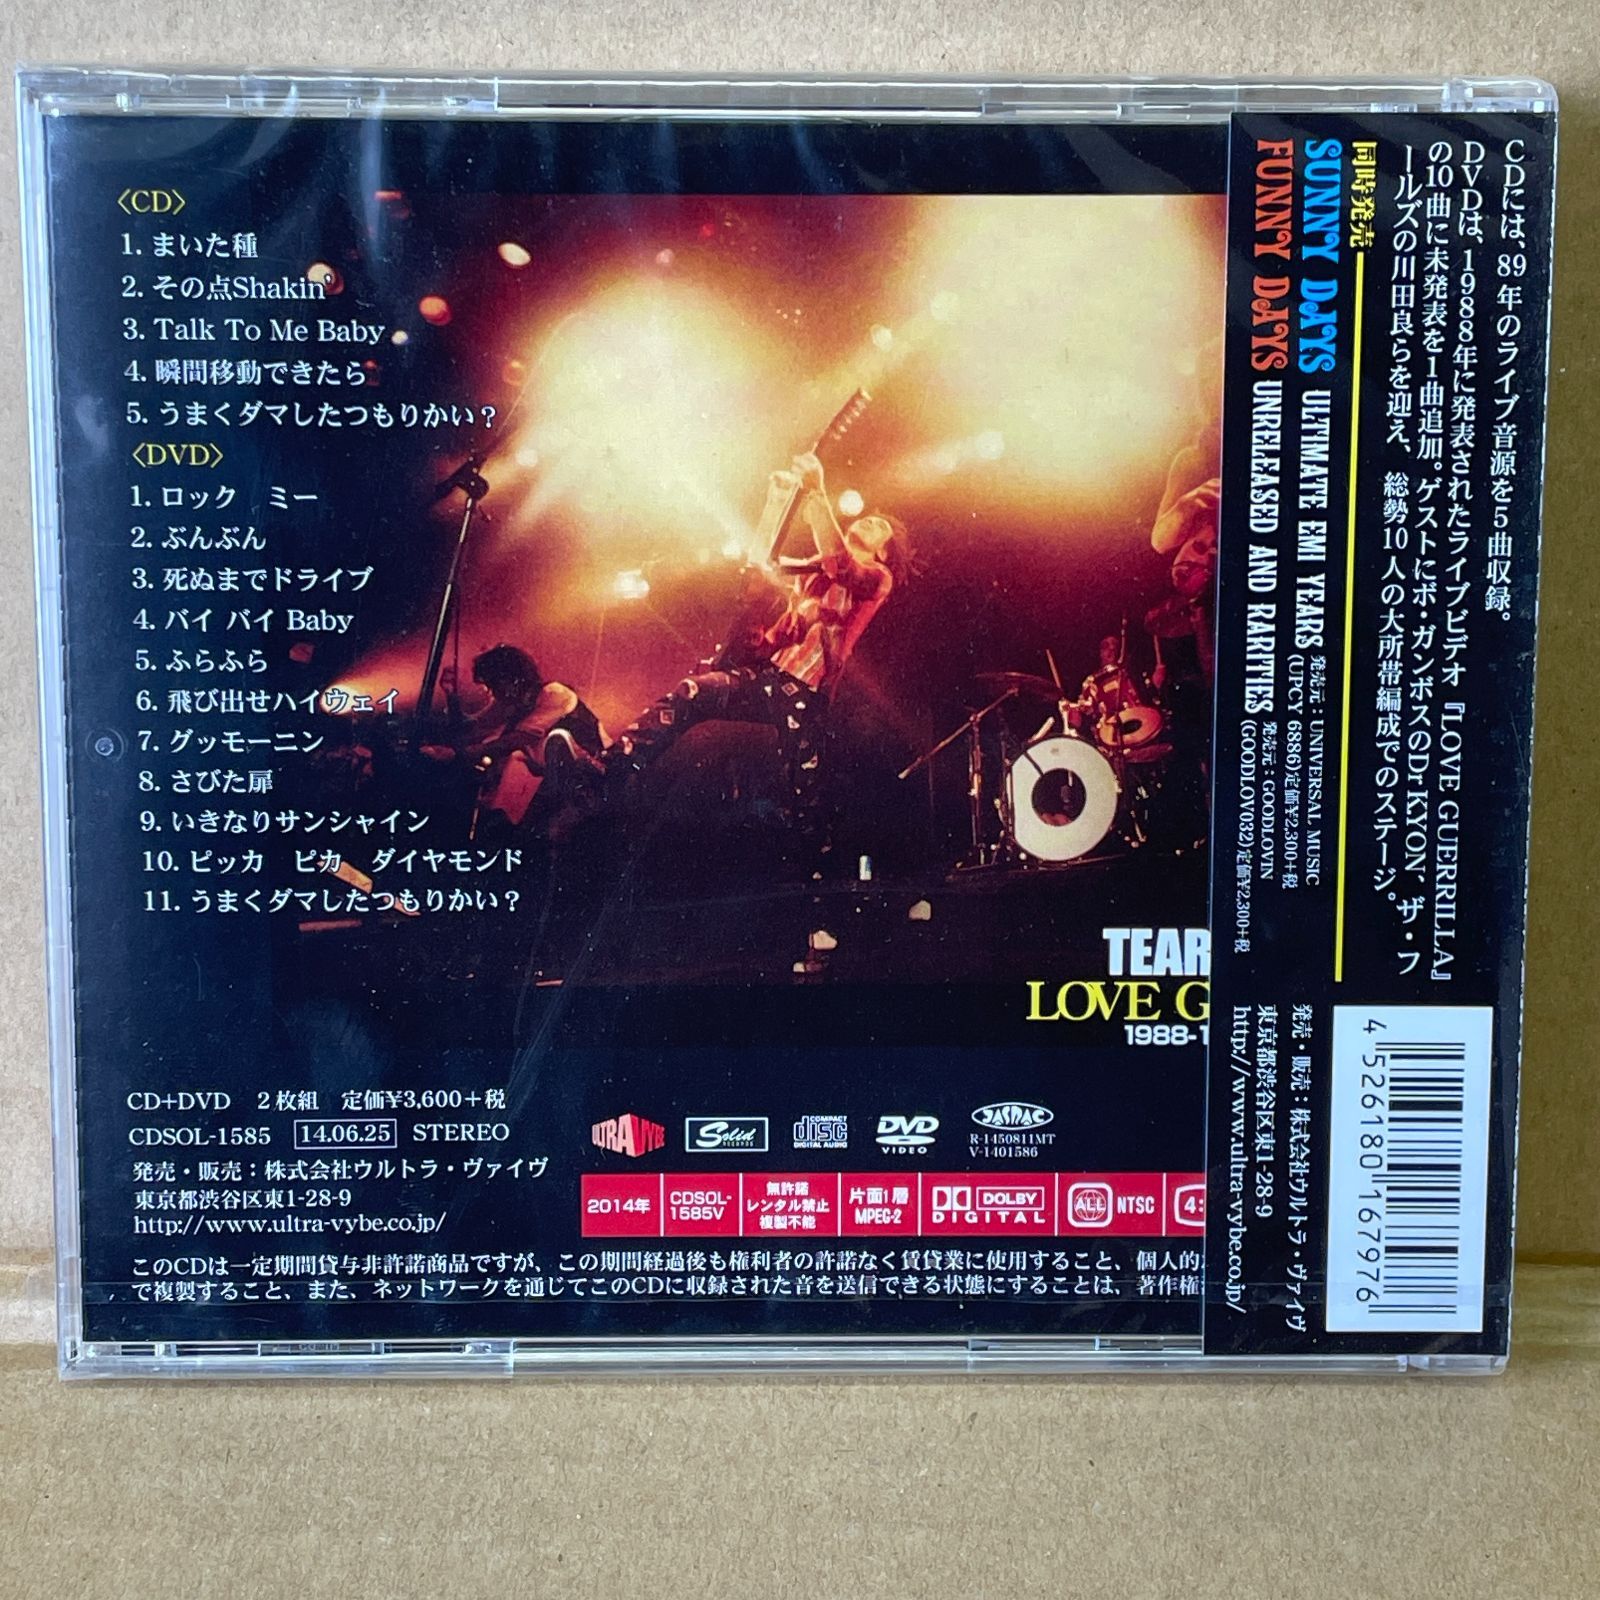 〈CD〉
1. まいた種
2. その点Shakin'
3. Talk To Me Baby
4. 瞬間移動できたら
5. うまくダマしたつもりかい？
〈DVD〉
1. ロック　ミー
2. ぶんぶん
3. 死ぬまでドライブ
4. バイ バイ Baby
5. ふらふら
6. 飛び出せハイウェイ
7. グッモーニン
8. さびた扉
9. いきなりサンシャイン
10. ピッカ　ピカ　ダイヤモンド
11. うまくダマしたつもりかい？
TEAR
LOVE G
1988-1
CD+DVD　2枚組　定価¥3,600＋税
CDSOL-1585 14.06.25 STEREO
発売・販売：株式会社ウルトラ・ヴァイヴ
東京都渋谷区東1-28-9
http://www.ultra-vybe.co.jp/
ULTRA VYBE
Solid RECORDS
COMPACT disc DIGITAL AUDIO
DVD VIDEO
JASRAC
R-1450811MT
V-1401586
2014年
CDSOL-1585V
無許諾レンタル禁止複製不能
片面1層 MPEG-2
DOLBY DIGITAL
ALL NTSC
4:
このCDは一定期間貸与非許諾商品ですが、この期間経過後も権利者の許諾なく賃貸業に使用すること、個人的
で複製すること、また、ネットワークを通じてこのCDに収録された音を送信できる状態にすることは、著作権
CDには、89年のライブ音源を5曲収録。
DVDは、1988年に発表されたライブビデオ『LOVE GUERRILLA』
の10曲に未発表を1曲追加。ゲストにボ・ガンボスのDr KYON、ザ・フ
ールズの川田良らを迎え、総勢10人の大所帯編成でのステージ。
同時発売
SUNNY DAYS ULTIMATE EMI YEARS 発売元：UNIVERSAL MUSIC (UPCY 6886)定価¥2,300+税
FUNNY DAYS UNRELEASED AND RARITIES 発売元：GOODLOVIN (GOODLOV032)定価¥2,300+税
発売・販売：株式会社ウルトラ・ヴァイヴ
東京都渋谷区東1-28-9
http://www.ultra-vybe.co.jp/
4 526180 167976